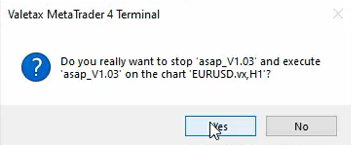 Valetax MetaTrader 4 Terminal
Do you really want to stop 'asap_V1.03' and execute
'asap_V1.03' on the chart 'EURUSD.vx,H1'?
Yes
No